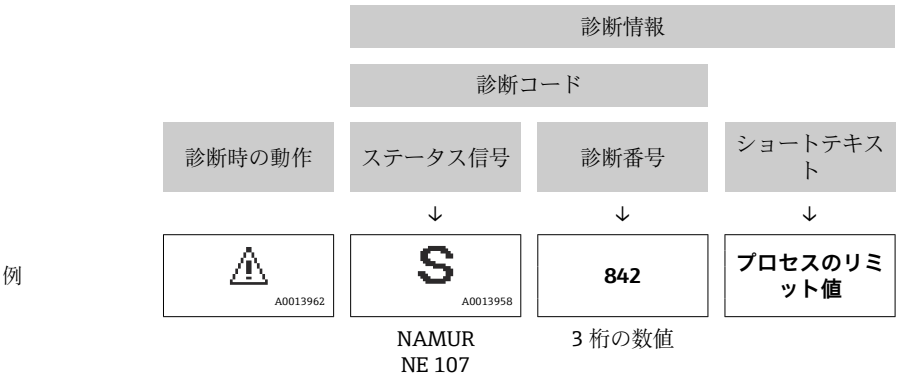 診断情報
診断コード
診断時の動作
ステータス信号
診断番号
ショートテキス
ト
↓
↓
↓
例
A0013962
S
A0013958
842
プロセスのリミ
ット値
NAMUR
NE 107
3 桁の数値